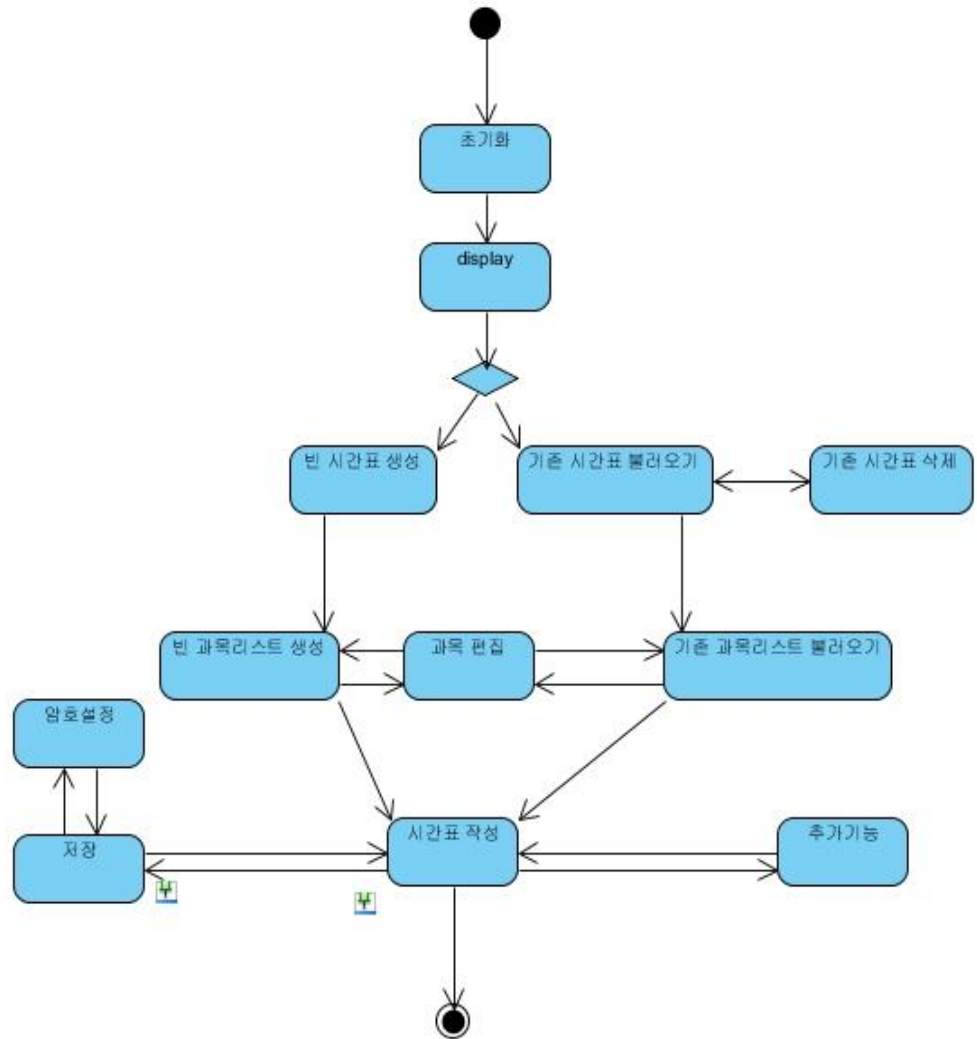 초기화
display
빈 시간표 생성
기존 시간표 불러오기
기존 시간표 삭제
빈 과목리스트 생성
과목 편집
기존 과목리스트 불러오기
암호설정
시간표 작성
추가기능
저장